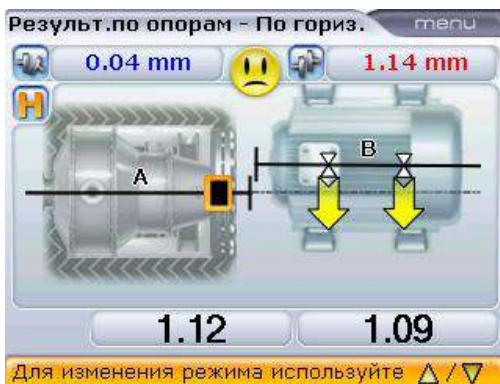 Результ.по опорам - По гориз. menu
0.04 mm 1.14 mm
H
A B
1.12 1.09
Для изменения режима используйте △/▽